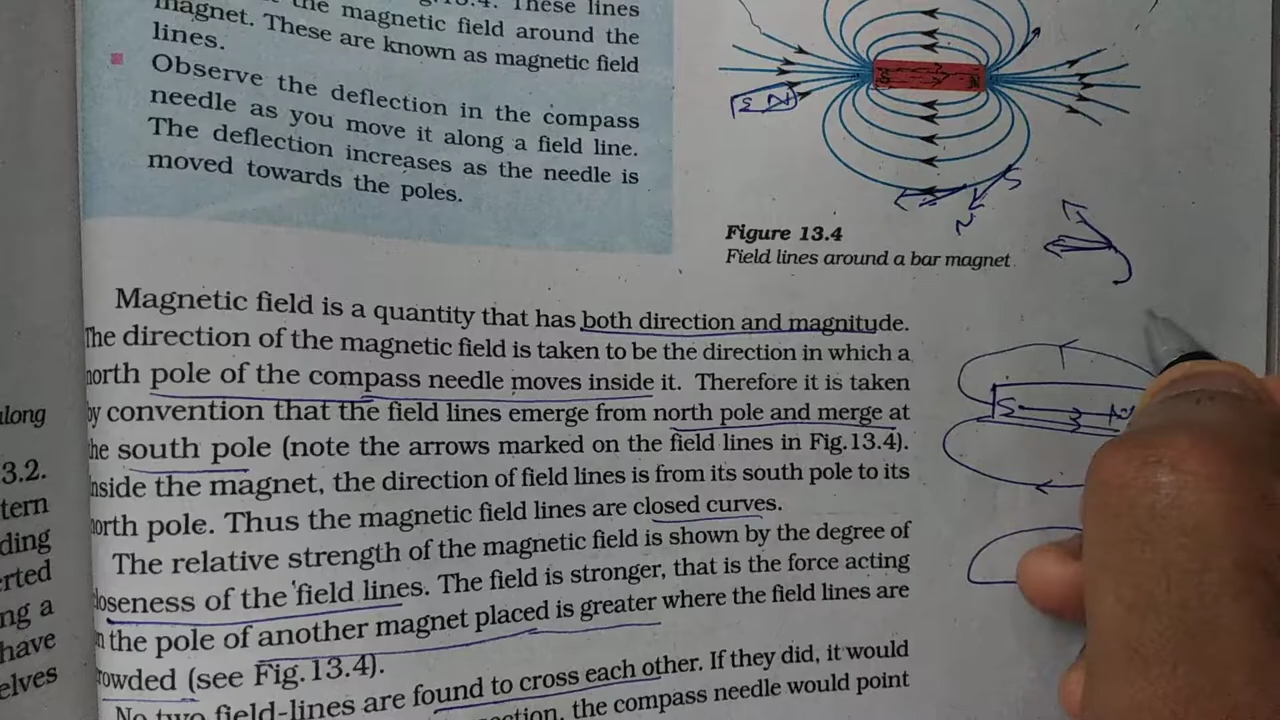 These lines
the magnetic field around the
magnet. These are known as magnetic field
lines.
Observe the deflection in the compass
needle as you move it along a field line.
The deflection increases as the needle is
moved towards the poles.
S N
S N
S
N
Figure 13.4
Field lines around a bar magnet
Magnetic field is a quantity that has both direction and magnitude.
The direction of the magnetic field is taken to be the direction in which a
north pole of the compass needle moves inside it. Therefore it is taken
by convention that the field lines emerge from north pole and merge at
the south pole (note the arrows marked on the field lines in Fig.13.4).
Inside the magnet, the direction of field lines is from its south pole to its
north pole. Thus the magnetic field lines are closed curves.
The relative strength of the magnetic field is shown by the degree of
closeness of the field lines. The field is stronger, that is the force acting
on the pole of another magnet placed is greater where the field lines are
crowded (see Fig.13.4).
No two field-lines are found to cross each other. If they did, it would
the compass needle would point
S
along
3.2.
tern
ding
erted
ng a
have
elves